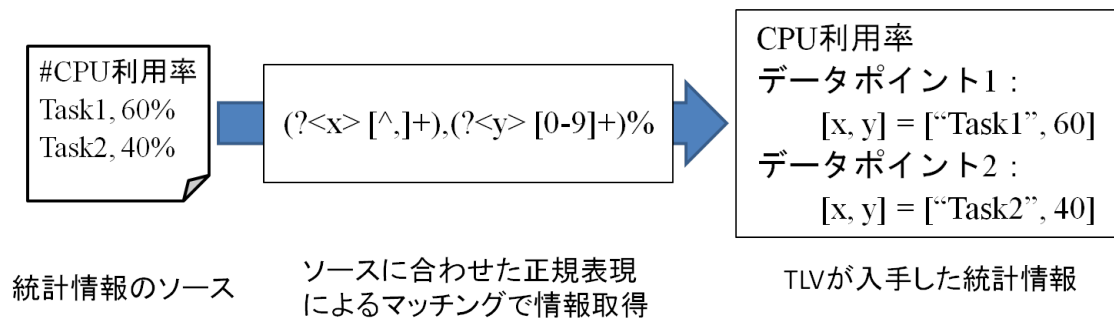 #CPU利用率
Task1, 60%
Task2, 40%
統計情報のソース
(?<x> [^,]+),(?<y> [0-9]+)%
ソースに合わせた正規表現
によるマッチングで情報取得
CPU利用率
データポイント1：
[x, y] = [“Task1”, 60]
データポイント2：
[x, y] = [“Task2”, 40]
TLVが入手した統計情報